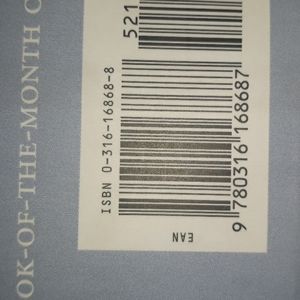 OK-OF-THE-MONTH C
ISBN 0-316-16868-8
521
9 780316 168687
EAN